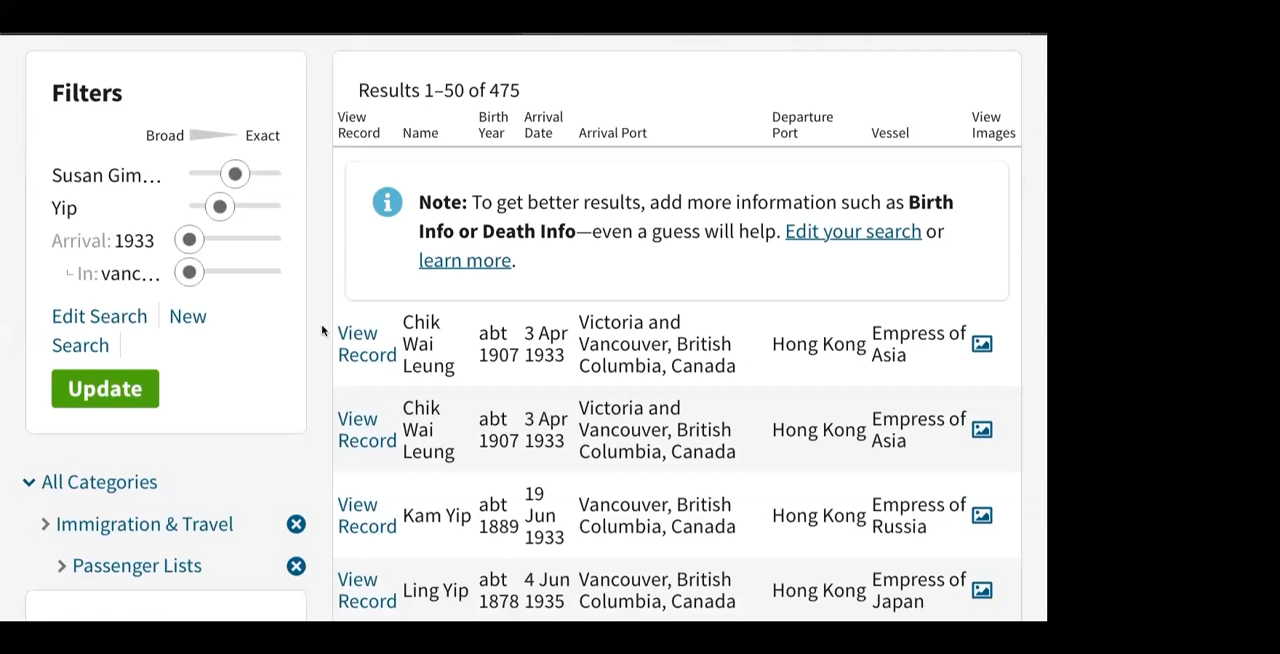 Filters
Broad Exact
Susan Gim...
Yip
Arrival: 1933
In: vanc...
Edit Search New
Search
Update
All Categories
Immigration & Travel
Passenger Lists
Results 1–50 of 475
View Record Name Birth Year Arrival Date Arrival Port Departure Port Vessel View Images
Note: To get better results, add more information such as Birth
Info or Death Info—even a guess will help. Edit your search or
learn more.
View Record Chik Wai Leung abt 1907 3 Apr 1933 Victoria and Vancouver, British Columbia, Canada Hong Kong Empress of Asia
View Record Chik Wai Leung abt 1907 3 Apr 1933 Victoria and Vancouver, British Columbia, Canada Hong Kong Empress of Asia
View Record Kam Yip abt 1889 19 Jun 1933 Vancouver, British Columbia, Canada Hong Kong Empress of Russia
View Record Ling Yip abt 1878 4 Jun 1935 Vancouver, British Columbia, Canada Hong Kong Empress of Japan